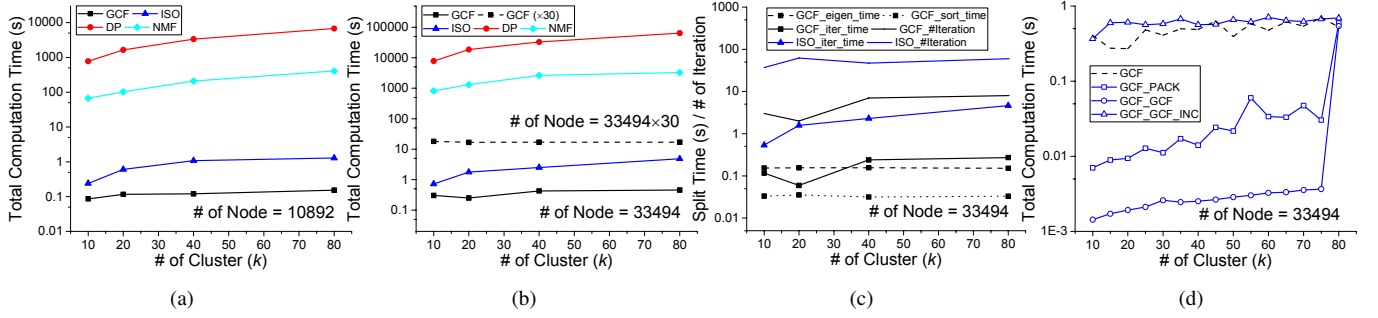 Total Computation Time (s)
10000
1000
100
10
1
0.1
0.01
GCF ISO
DP NMF
# of Node = 10892
10 20 30 40 50 60 70 80
# of Cluster (k)
(a)
Total Computation Time (s)
100000
10000
1000
100
10
1
0.1
GCF GCF (×30)
ISO DP NMF
# of Node = 33494×30
# of Node = 33494
10 20 30 40 50 60 70 80
# of Cluster (k)
(b)
Split Time (s) / # of Iteration
100
10
1
0.1
0.01
GCF_eigen_time GCF_sort_time
GCF_iter_time GCF_#Iteration
ISO_iter_time ISO_#Iteration
# of Node = 33494
10 20 30 40 50 60 70 80
# of Cluster (k)
(c)
Total Computation Time (s)
1
0.1
0.01
1E-3
GCF
GCF_PACK
GCF_GCF
GCF_GCF_INC
# of Node = 33494
10 20 30 40 50 60 70 80
# of Cluster (k)
(d)